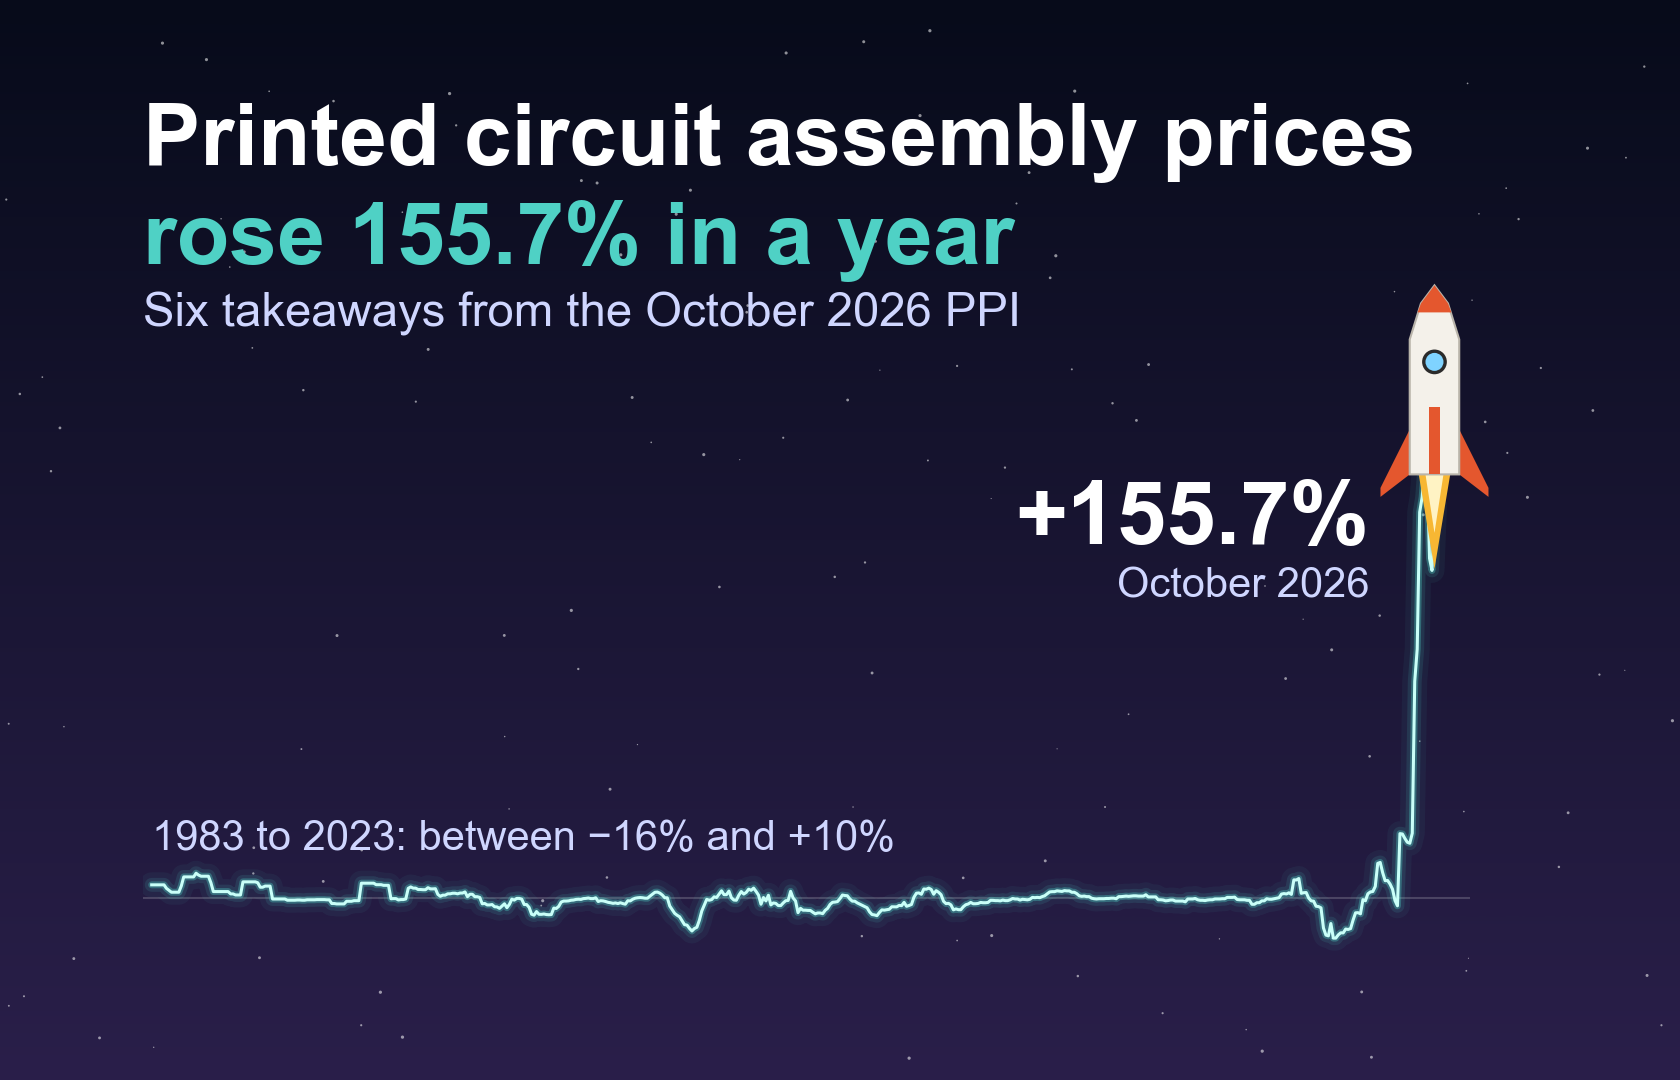 Printed circuit assembly prices
rose 155.7% in a year
Six takeaways from the October 2026 PPI
+155.7%
October 2026
1983 to 2023: between −16% and +10%